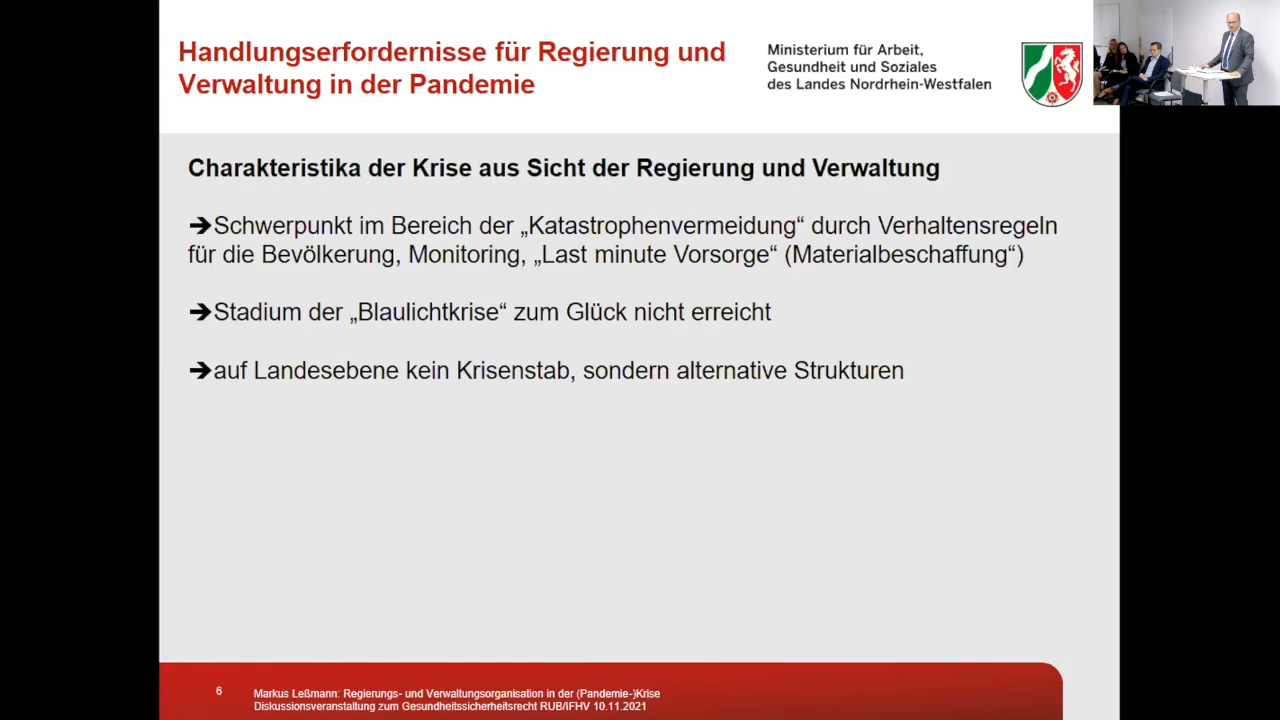 Handlungserfordernisse für Regierung und
Verwaltung in der Pandemie
Ministerium für Arbeit,
Gesundheit und Soziales
des Landes Nordrhein-Westfalen
Charakteristika der Krise aus Sicht der Regierung und Verwaltung
➔Schwerpunkt im Bereich der „Katastrophenvermeidung“ durch Verhaltensregeln
für die Bevölkerung, Monitoring, „Last minute Vorsorge“ (Materialbeschaffung“)
➔Stadium der „Blaulichtkrise“ zum Glück nicht erreicht
➔auf Landesebene kein Krisenstab, sondern alternative Strukturen
6
Markus Leßmann: Regierungs- und Verwaltungsorganisation in der (Pandemie-)Krise
Diskussionsveranstaltung zum Gesundheitssicherheitsrecht RUB/IFHV 10.11.2021